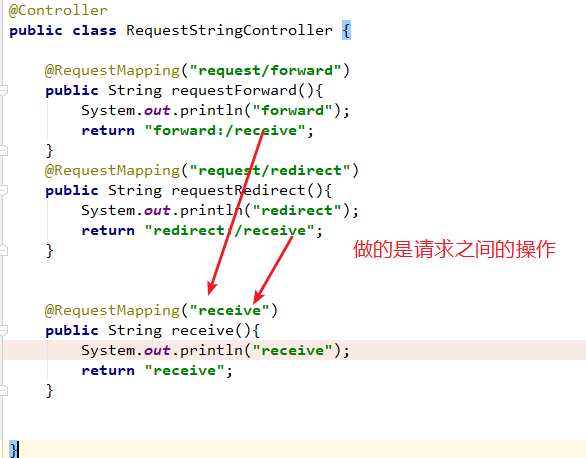 @Controller
public class RequestStringController {
@RequestMapping("request/forward")
public String requestForward(){
System.out.println("forward");
return "forward:/receive";
}
@RequestMapping("request/redirect")
public String requestRedirect(){
System.out.println("redirect");
return "redirect:/receive";
}
做的是请求之间的操作
@RequestMapping("receive")
public String receive(){
System.out.println("receive");
return "receive";
}
}